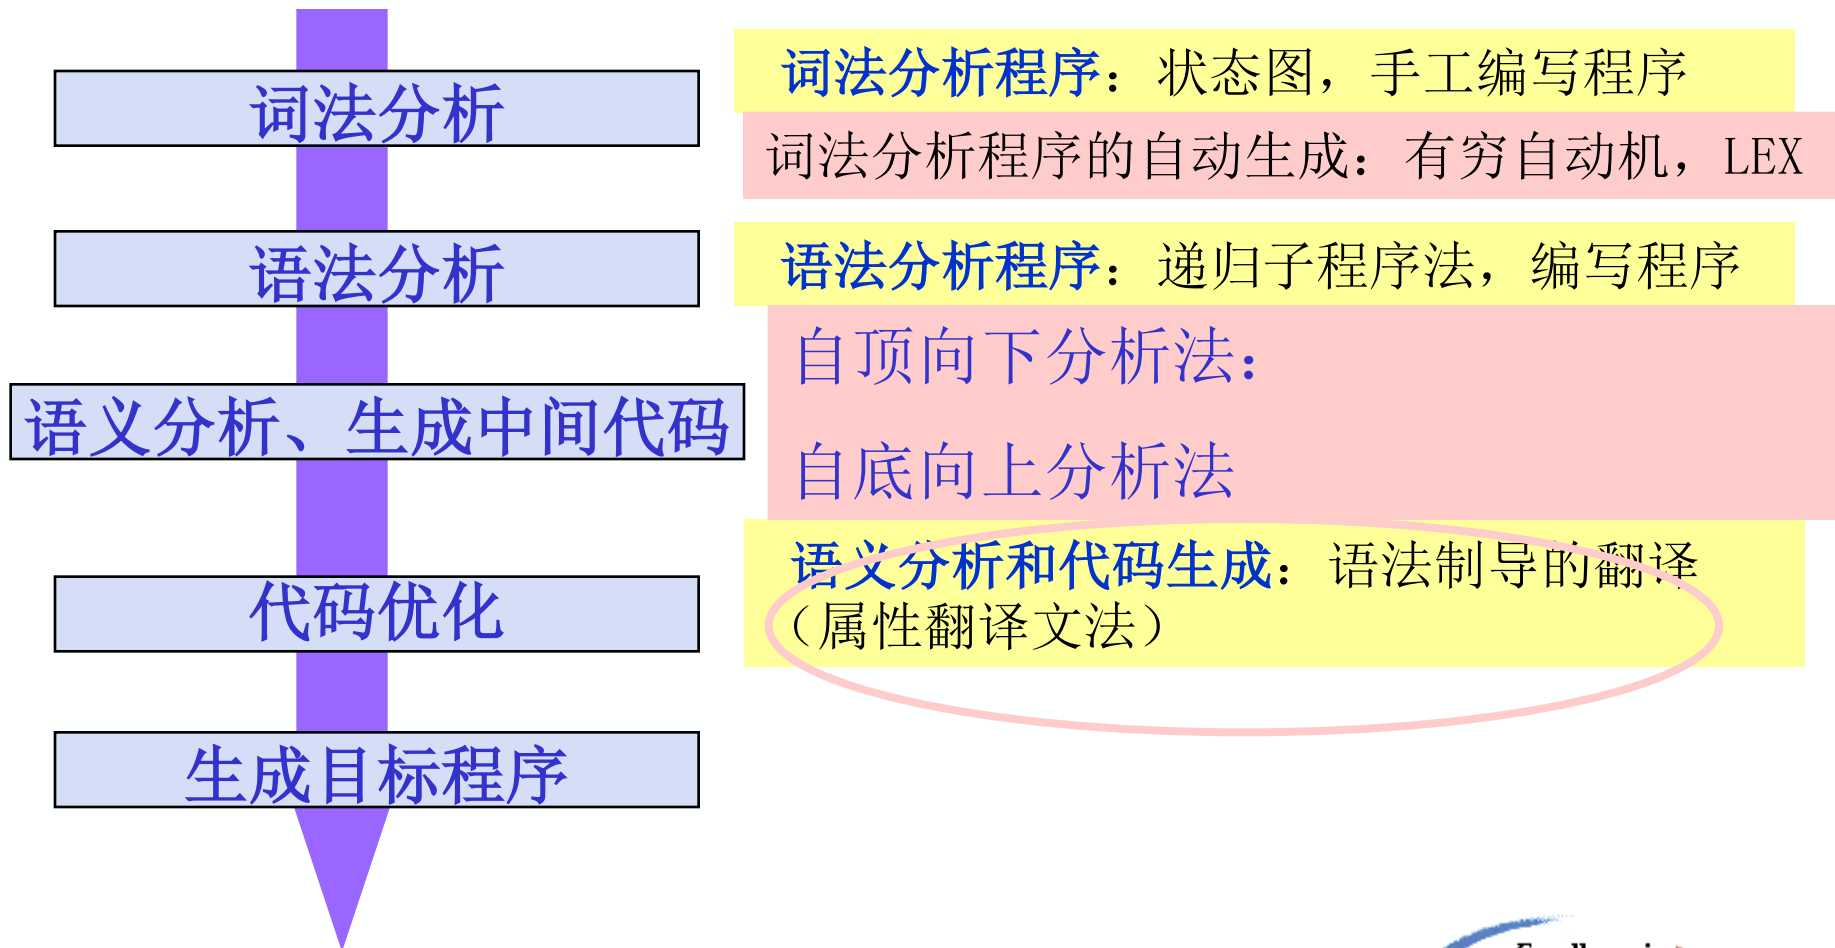 词法分析
语法分析
语义分析、生成中间代码
代码优化
生成目标程序
词法分析程序：状态图，手工编写程序
词法分析程序的自动生成：有穷自动机，LEX
语法分析程序：递归子程序法，编写程序
自顶向下分析法：
自底向上分析法
语义分析和代码生成：语法制导的翻译
（属性翻译文法）